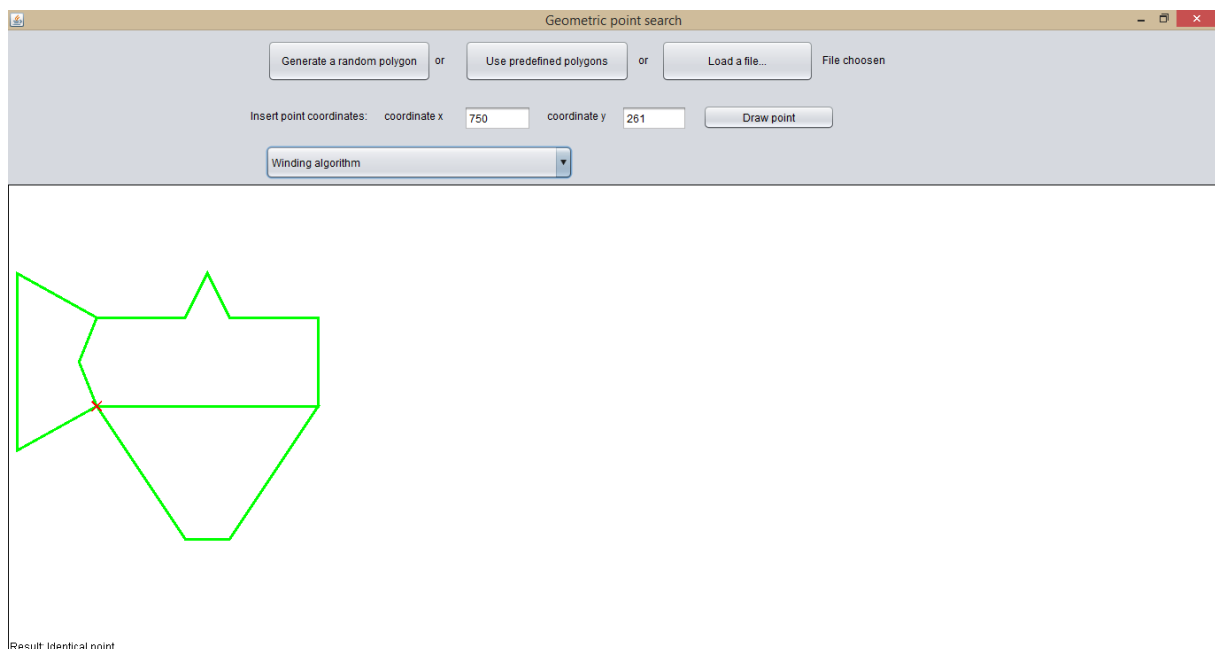 Geometric point search
Generate a random polygon or Use predefined polygons or Load a file... File choosen
Insert point coordinates: coordinate x 750 coordinate y 261 Draw point
Winding algorithm
Result: Identical point